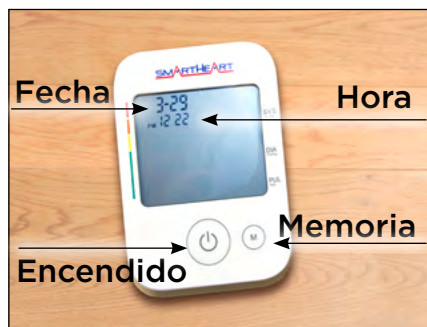 SMARTHEART
Fecha
3-29
Hora
PM 12:22
SYS
DIA
PUL
Memoria
M
Encendido